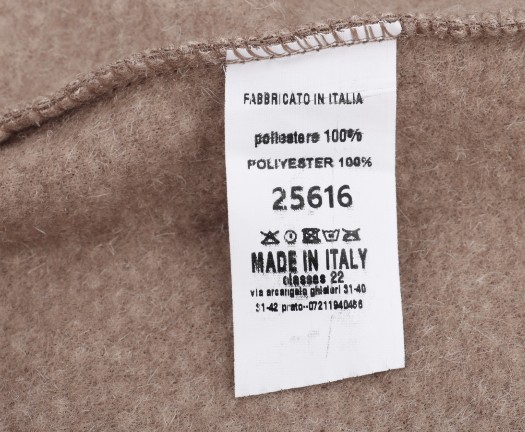 FABBRICATO IN ITALIA
poliestere 100%
POLIYESTER 100%
25616
MADE IN ITALY
classes 22
via arcangelo ghisleri 31-40
31-42 prato--07211940486